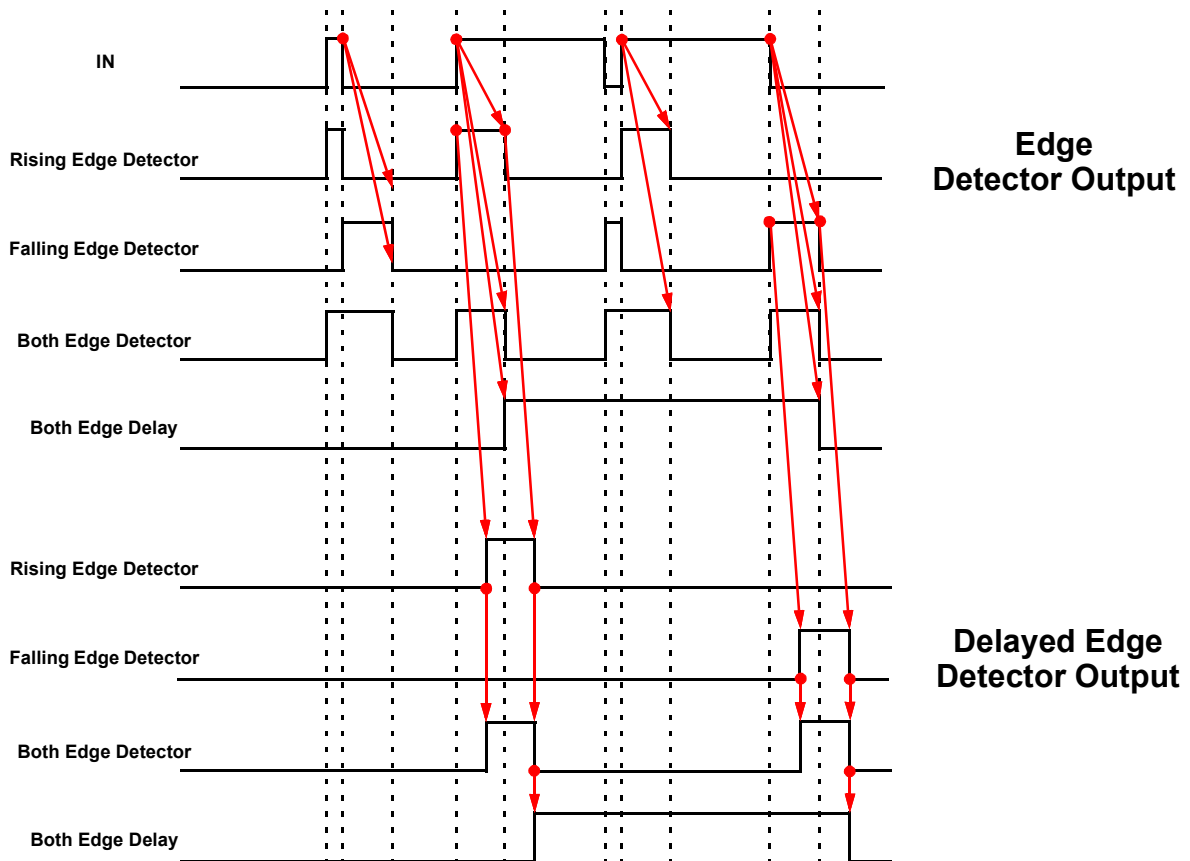 IN
Rising Edge Detector
Edge
Detector Output
Falling Edge Detector
Both Edge Detector
Both Edge Delay
Rising Edge Detector
Falling Edge Detector
Delayed Edge
Detector Output
Both Edge Detector
Both Edge Delay